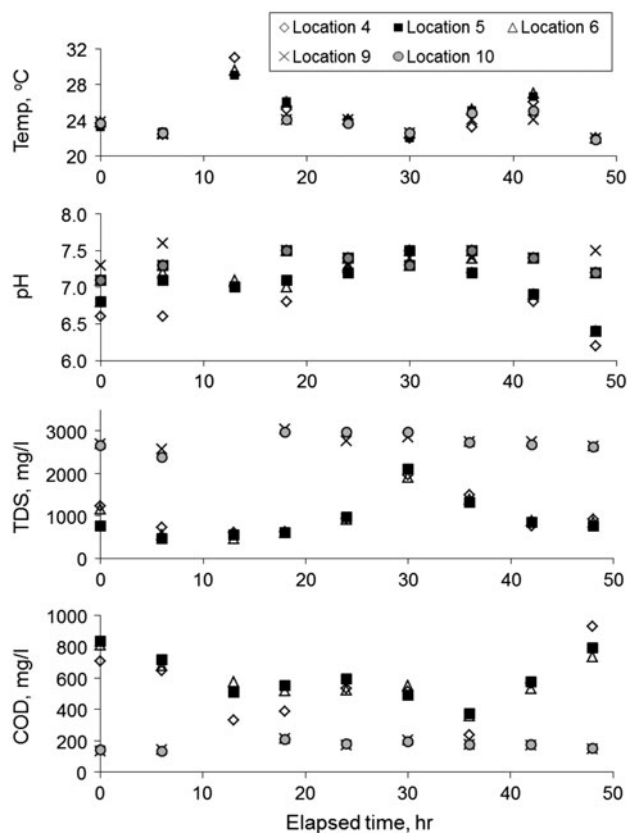 ◇ Location 4 ■ Location 5 △ Location 6
× Location 9 ● Location 10
Temp, ºC
32
28
24
20
0 10 20 30 40 50
pH
8.0
7.5
7.0
6.5
6.0
0 10 20 30 40 50
TDS, mg/l
3000
2000
1000
0
0 10 20 30 40 50
COD, mg/l
1000
800
600
400
200
0
0 10 20 30 40 50
Elapsed time, hr